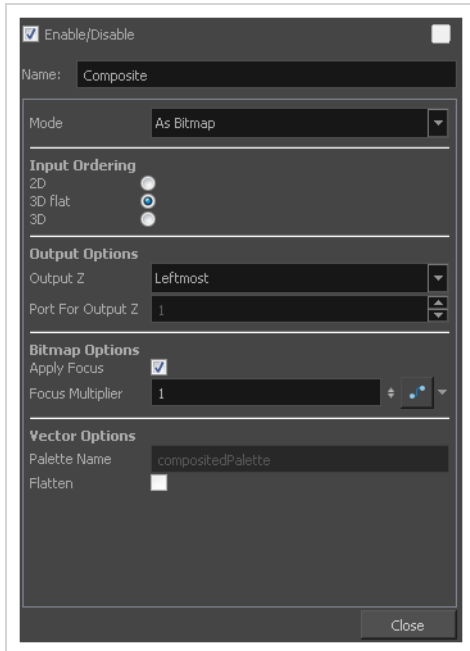 Enable/Disable
Name: Composite
Mode As Bitmap
Input Ordering
2D
3D flat
3D
Output Options
Output Z Leftmost
Port For Output Z 1
Bitmap Options
Apply Focus
Focus Multiplier 1
Vector Options
Palette Name compositedPalette
Flatten
Close